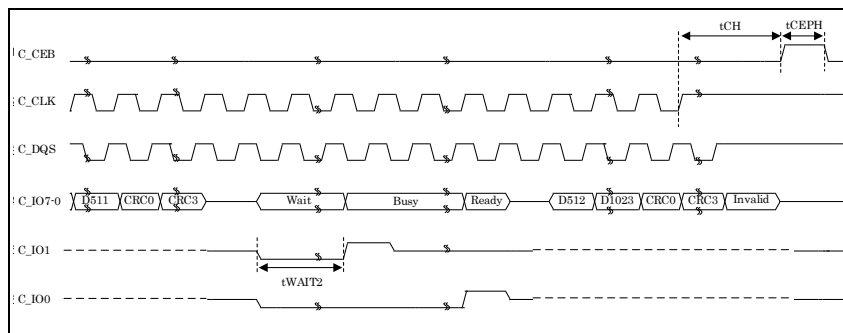 tCH tCEPH
C_CEB
C_CLK
C_DQS
C_IO7-0 D511 CRC0 CRC3 Wait Busy Ready D512 D1023 CRC0 CRC3 Invalid
C_IO1
tWAIT2
C_IO0